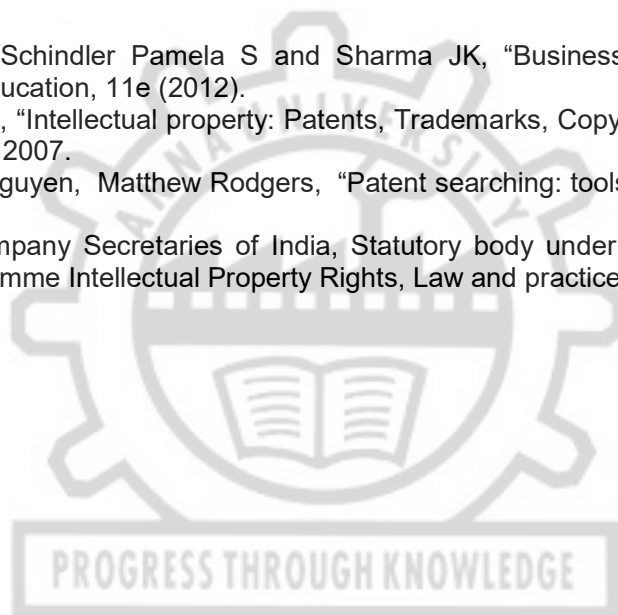 Schindler Pamela S and Sharma JK, “Business
ucation, 11e (2012).
, “Intellectual property: Patents, Trademarks, Copy
2007.
guyen, Matthew Rodgers, “Patent searching: tools
mpany Secretaries of India, Statutory body under
mme Intellectual Property Rights, Law and practice
ANNA UNIVERSITY
PROGRESS THROUGH KNOWLEDGE